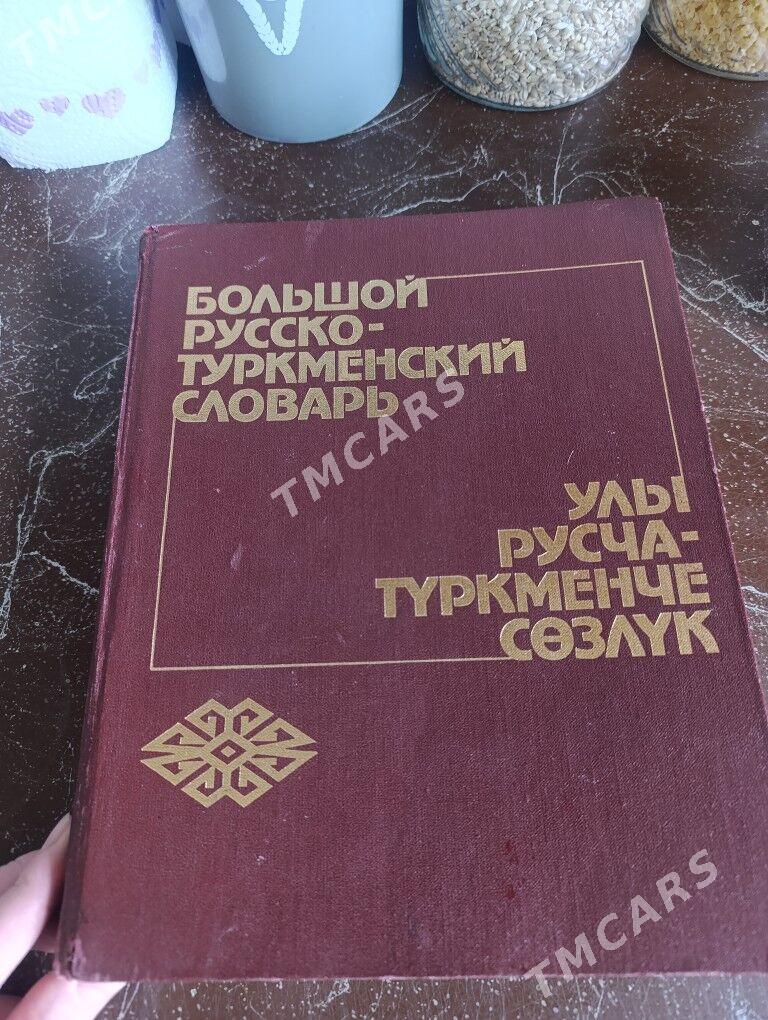 БОЛЬШОЙ
РУССКО-
ТУРКМЕНСКИЙ
СЛОВАРЬ
УЛЫ
РУСЧА-
ТҮРКМЕНЧЕ
СӨЗЛҮК
TMCARS
TMCARS
TMCARS